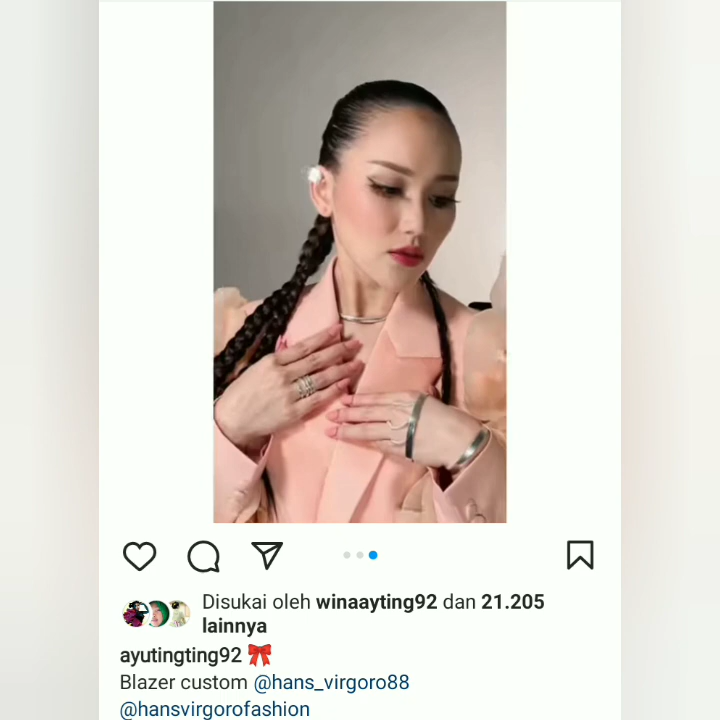 Disukai oleh winaayting92 dan 21.205
lainnya
ayutingting92 🎀
Blazer custom @hans_virgoro88
@hansvirgorofashion